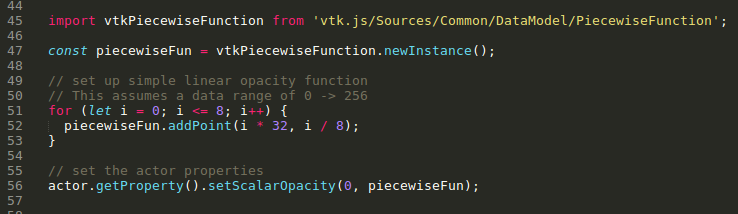 44
45 import vtkPiecewiseFunction from 'vtk.js/Sources/Common/DataModel/PiecewiseFunction';
46
47 const piecewiseFun = vtkPiecewiseFunction.newInstance();
48
49 // set up simple linear opacity function
50 // This assumes a data range of 0 -> 256
51 for (let i = 0; i <= 8; i++) {
52 piecewiseFun.addPoint(i * 32, i / 8);
53 }
54
55 // set the actor properties
56 actor.getProperty().setScalarOpacity(0, piecewiseFun);
57